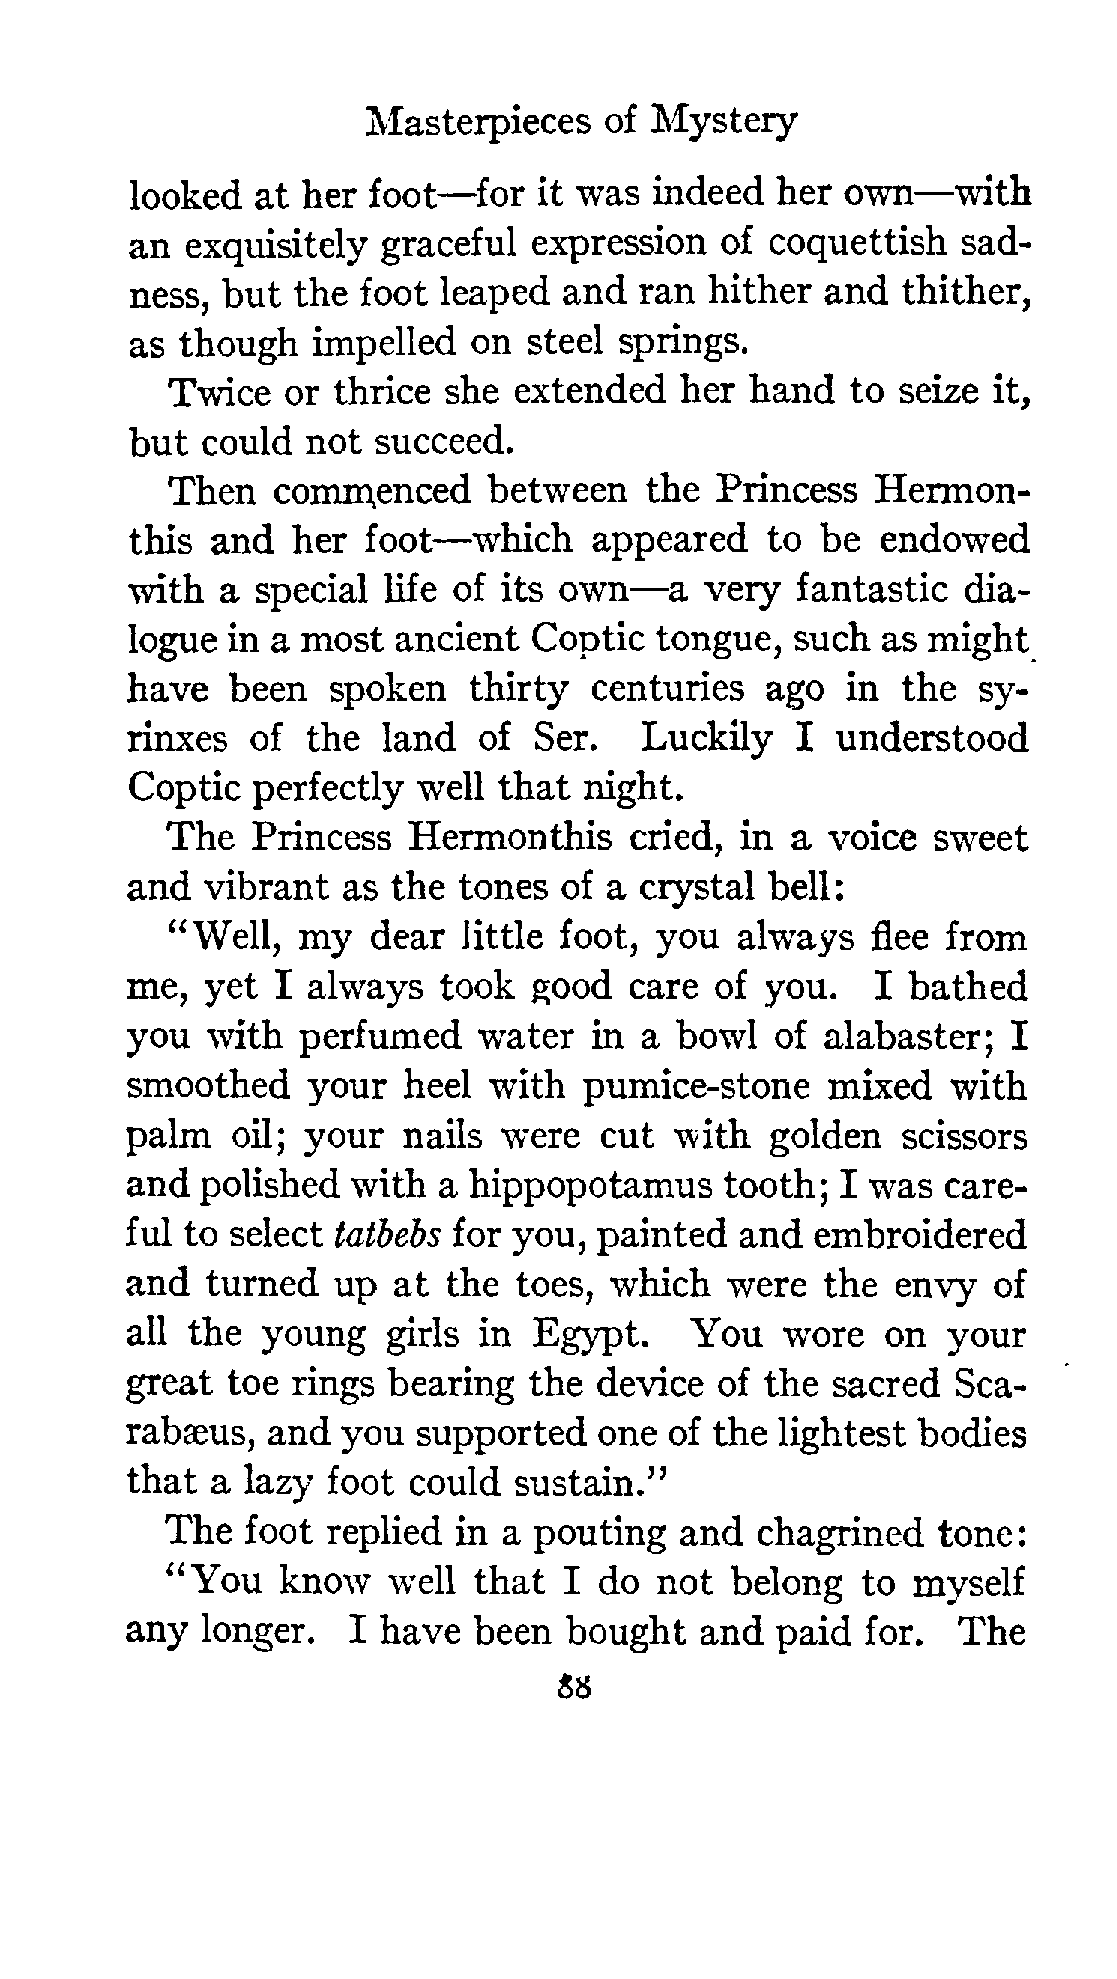 Masterpieces of Mystery
looked at her foot—for it was indeed her own—with
an exquisitely graceful expression of coquettish sad-
ness, but the foot leaped and ran hither and thither,
as though impelled on steel springs.
Twice or thrice she extended her hand to seize it,
but could not succeed.
Then commenced between the Princess Hermon-
this and her foot—which appeared to be endowed
with a special life of its own—a very fantastic dia-
logue in a most ancient Coptic tongue, such as might
have been spoken thirty centuries ago in the sy-
rinxes of the land of Ser. Luckily I understood
Coptic perfectly well that night.
The Princess Hermonthis cried, in a voice sweet
and vibrant as the tones of a crystal bell:
“Well, my dear little foot, you always flee from
me, yet I always took good care of you. I bathed
you with perfumed water in a bowl of alabaster; I
smoothed your heel with pumice-stone mixed with
palm oil; your nails were cut with golden scissors
and polished with a hippopotamus tooth; I was care-
ful to select tatbebs for you, painted and embroidered
and turned up at the toes, which were the envy of
all the young girls in Egypt. You wore on your
great toe rings bearing the device of the sacred Sca-
rabæus, and you supported one of the lightest bodies
that a lazy foot could sustain.”
The foot replied in a pouting and chagrined tone:
“You know well that I do not belong to myself
any longer. I have been bought and paid for. The
88